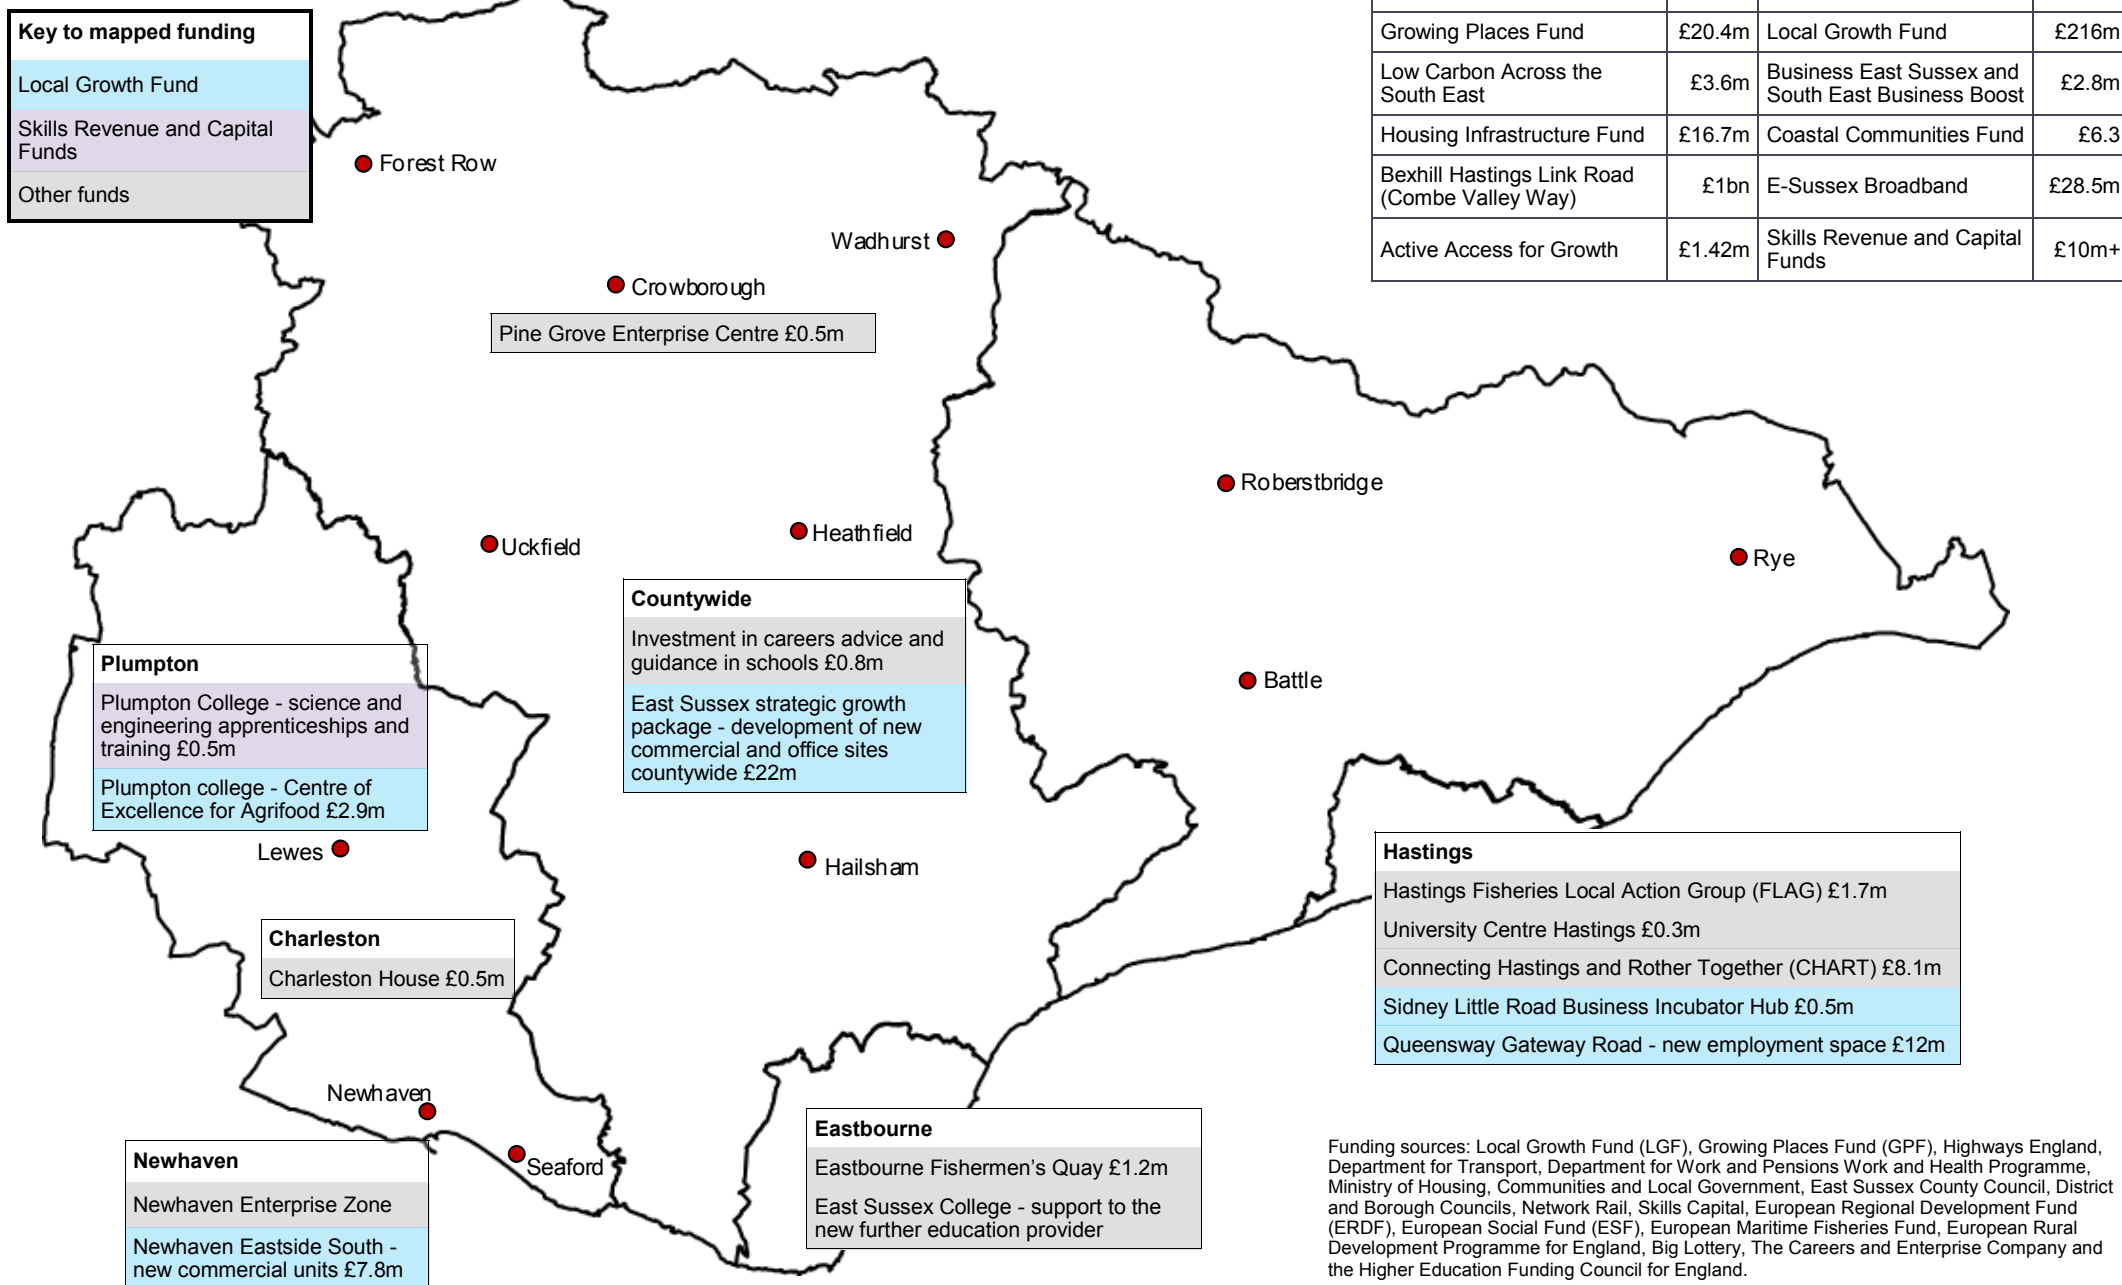 Key to mapped funding
Local Growth Fund
Skills Revenue and Capital
Funds
Other funds
Growing Places Fund £20.4m Local Growth Fund £216m
Low Carbon Across the
South East £3.6m Business East Sussex and
South East Business Boost £2.8m
Housing Infrastructure Fund £16.7m Coastal Communities Fund £6.3
Bexhill Hastings Link Road
(Combe Valley Way) £1bn E-Sussex Broadband £28.5m
Active Access for Growth £1.42m Skills Revenue and Capital
Funds £10m+
Forest Row
Wadhurst
Crowborough
Pine Grove Enterprise Centre £0.5m
Roberstbridge
Uckfield
Heathfield
Rye
Battle
Countywide
Investment in careers advice and
guidance in schools £0.8m
East Sussex strategic growth
package - development of new
commercial and office sites
countywide £22m
Plumpton
Plumpton College - science and
engineering apprenticeships and
training £0.5m
Plumpton college - Centre of
Excellence for Agrifood £2.9m
Lewes
Hailsham
Charleston
Charleston House £0.5m
Hastings
Hastings Fisheries Local Action Group (FLAG) £1.7m
University Centre Hastings £0.3m
Connecting Hastings and Rother Together (CHART) £8.1m
Sidney Little Road Business Incubator Hub £0.5m
Queensway Gateway Road - new employment space £12m
Newhaven
Seaford
Newhaven
Newhaven Enterprise Zone
Newhaven Eastside South -
new commercial units £7.8m
Eastbourne
Eastbourne Fishermen's Quay £1.2m
East Sussex College - support to the
new further education provider
Funding sources: Local Growth Fund (LGF), Growing Places Fund (GPF), Highways England,
Department for Transport, Department for Work and Pensions Work and Health Programme,
Ministry of Housing, Communities and Local Government, East Sussex County Council, District
and Borough Councils, Network Rail, Skills Capital, European Regional Development Fund
(ERDF), European Social Fund (ESF), European Maritime Fisheries Fund, European Rural
Development Programme for England, Big Lottery, The Careers and Enterprise Company and
the Higher Education Funding Council for England.